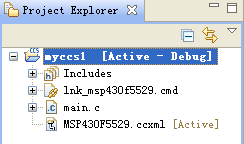 Project Explorer
myccs1 [Active - Debug]
Includes
lnk_msp430f5529.cmd
main.c
MSP430F5529.ccxml [Active]